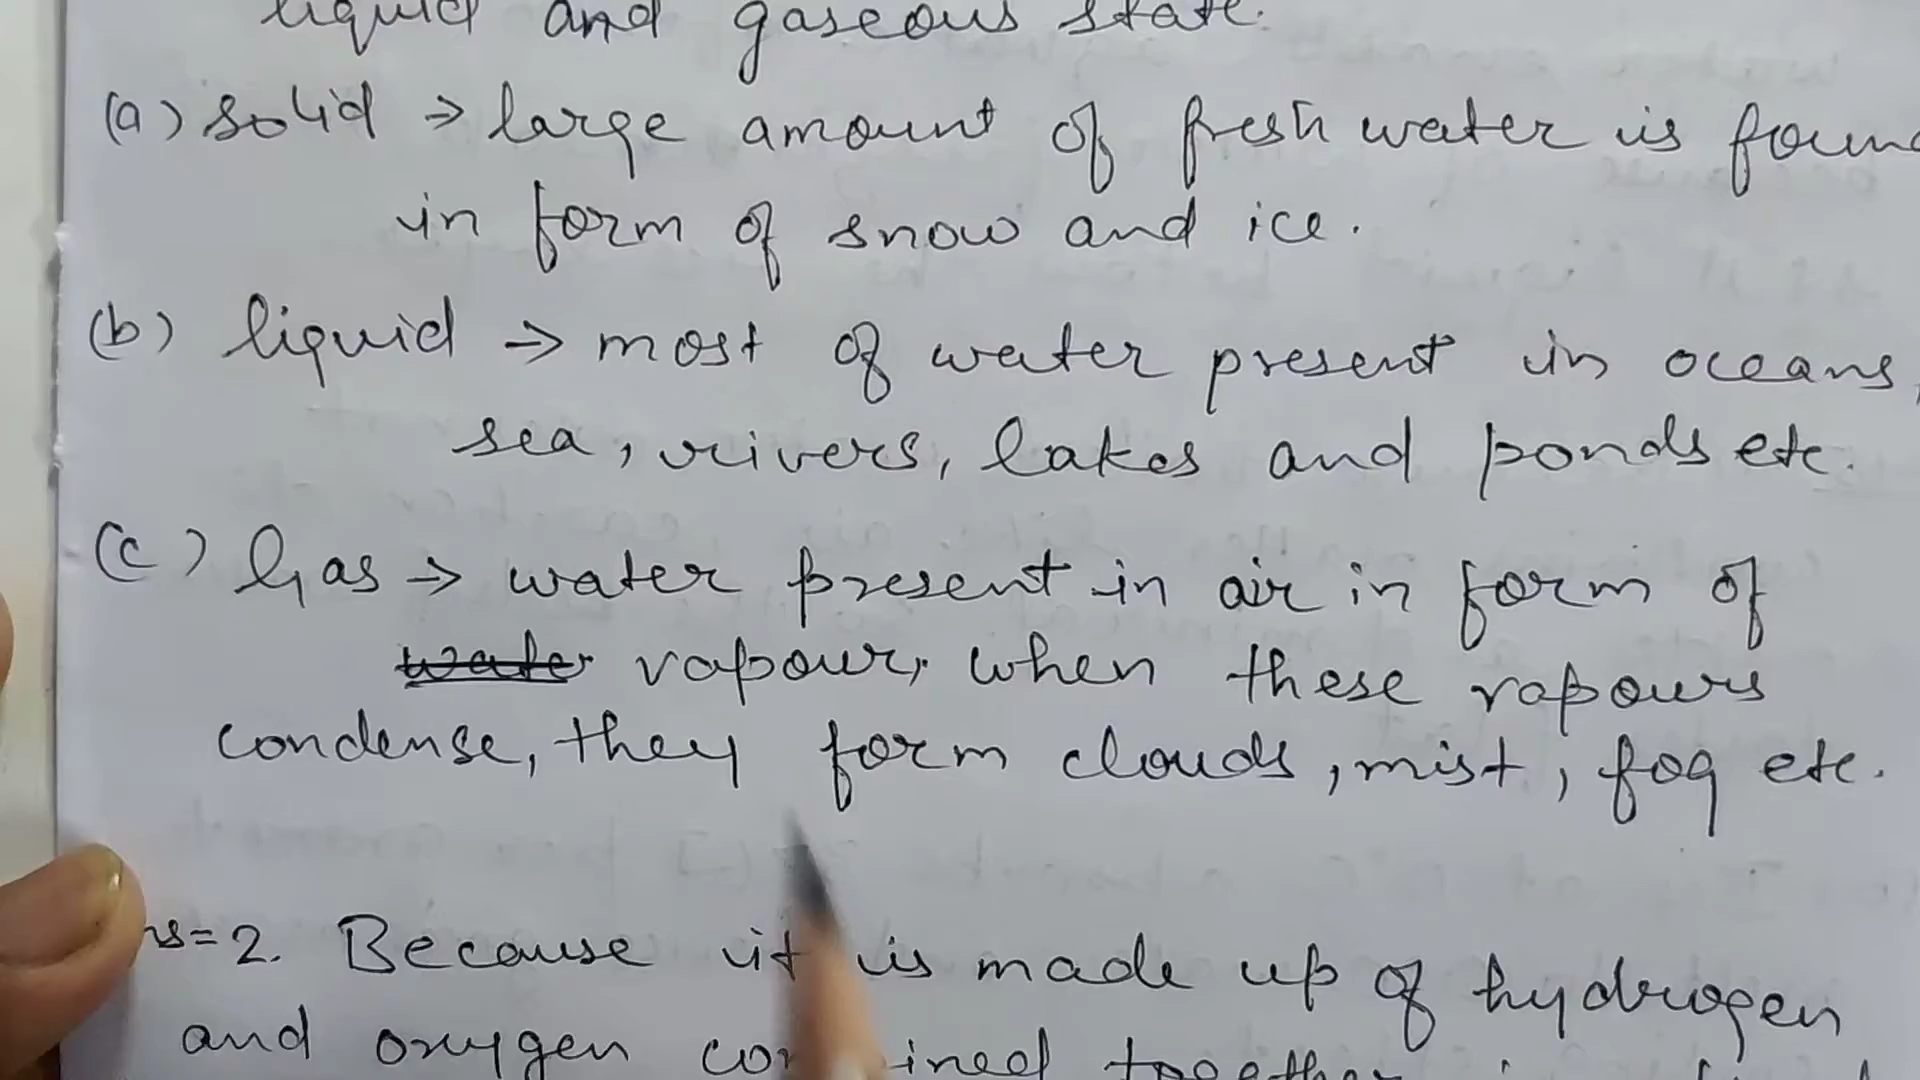 liquid and gaseous state.
(a) solid → large amount of fresh water is foun
in form of snow and ice.
(b) liquid → most of water present in oceans,
sea, rivers, lakes and ponds etc.
(c) Gas → water present in air in form of
water vapour, when these vapours
condense, they form clouds, mist, fog etc.
s=2. Because it is made up of hydrogen
and oxygen together